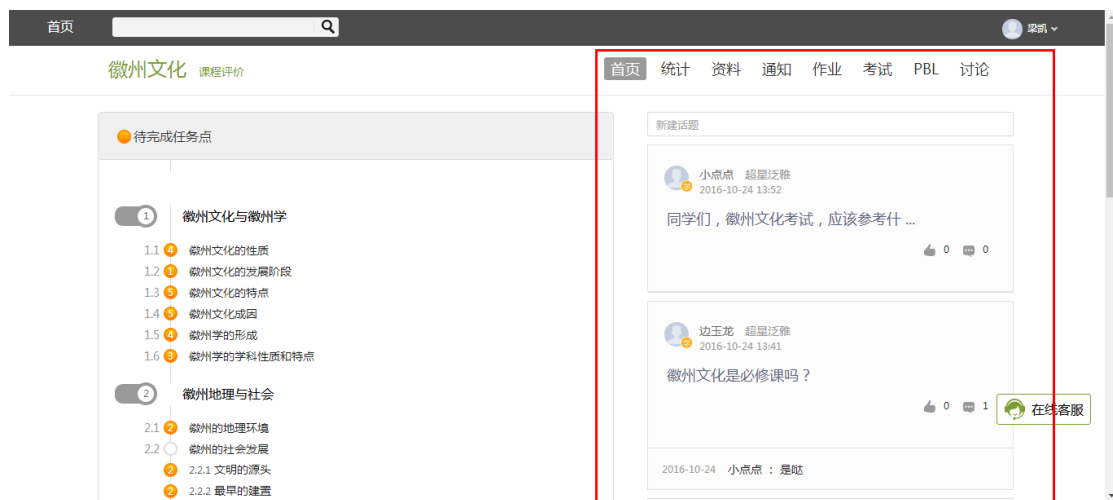 首页
梁凯
徽州文化 课程评价
首页 统计 资料 通知 作业 考试 PBL 讨论
待完成任务点
1 徽州文化与徽州学
1.1 4 徽州文化的性质
1.2 1 徽州文化的发展阶段
1.3 5 徽州文化的特点
1.4 5 徽州文化成因
1.5 4 徽州学的形成
1.6 3 徽州学的学科性质和特点
2 徽州地理与社会
2.1 2 徽州的地理环境
2.2 徽州的社会发展
2 2.2.1 文明的源头
2 2.2.2 最早的建置
新建话题
小点点 超星泛雅
学
2016-10-24 13:52
同学们，徽州文化考试，应该参考什 ...
0 0
边玉龙 超星泛雅
学
2016-10-24 13:41
徽州文化是必修课吗？
0 1
在线客服
2016-10-24 小点点 ： 是哒